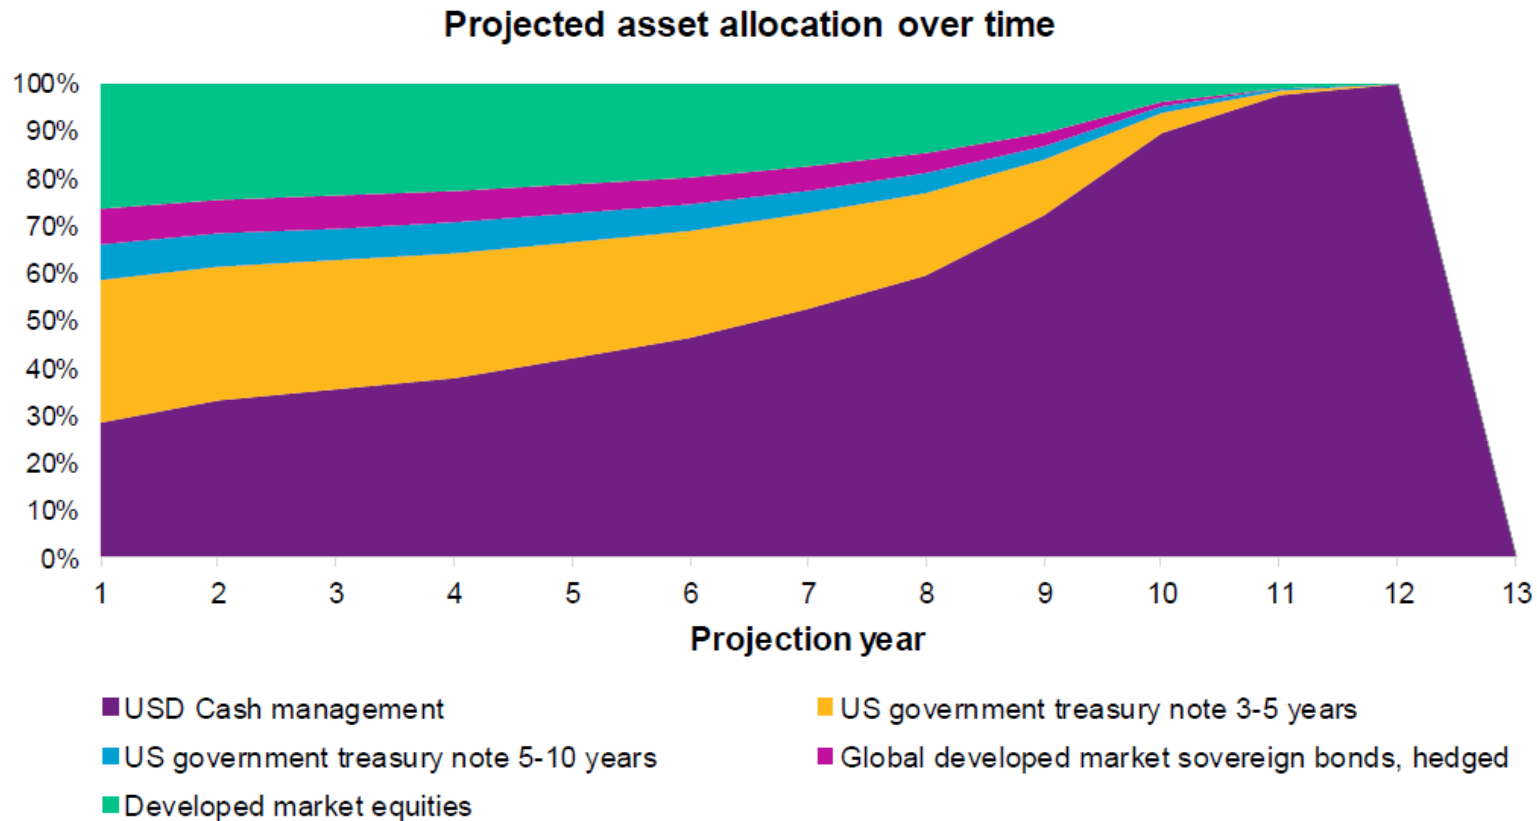 Projected asset allocation over time
100%
90%
80%
70%
60%
50%
40%
30%
20%
10%
0%
1 2 3 4 5 6 7 8 9 10 11 12 13
Projection year
USD Cash management US government treasury note 3-5 years
US government treasury note 5-10 years Global developed market sovereign bonds, hedged
Developed market equities